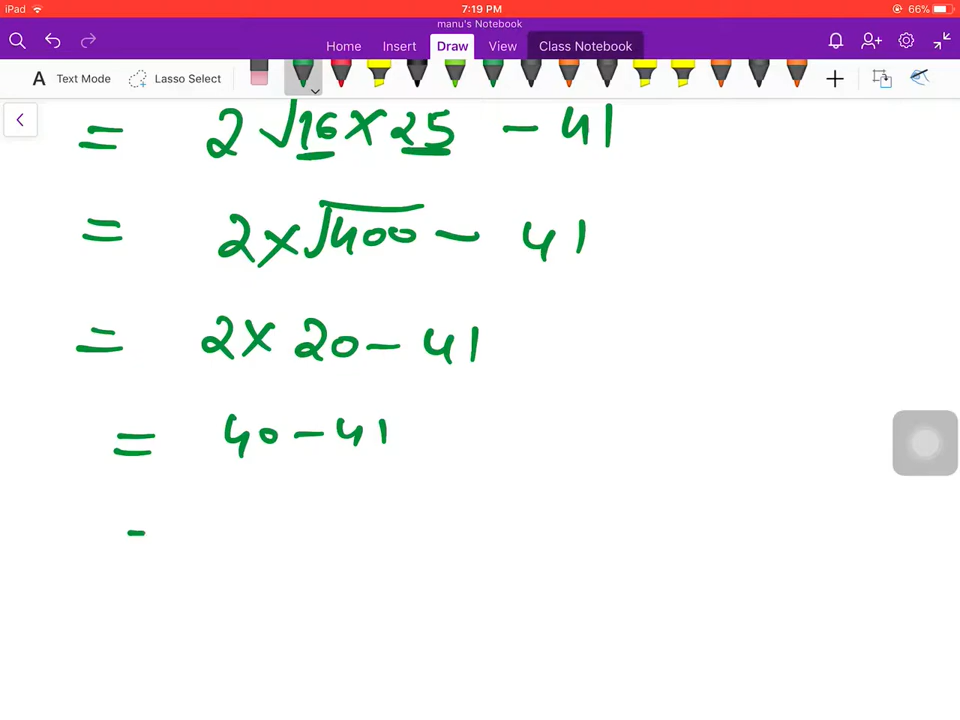 iPad 7:19 PM 66%
manu's Notebook
Home Insert Draw View Class Notebook
A Text Mode Lasso Select
= 2√16 × 25 - 41
= 2 × √400 - 41
= 2 × 20 - 41
= 40 - 41
-